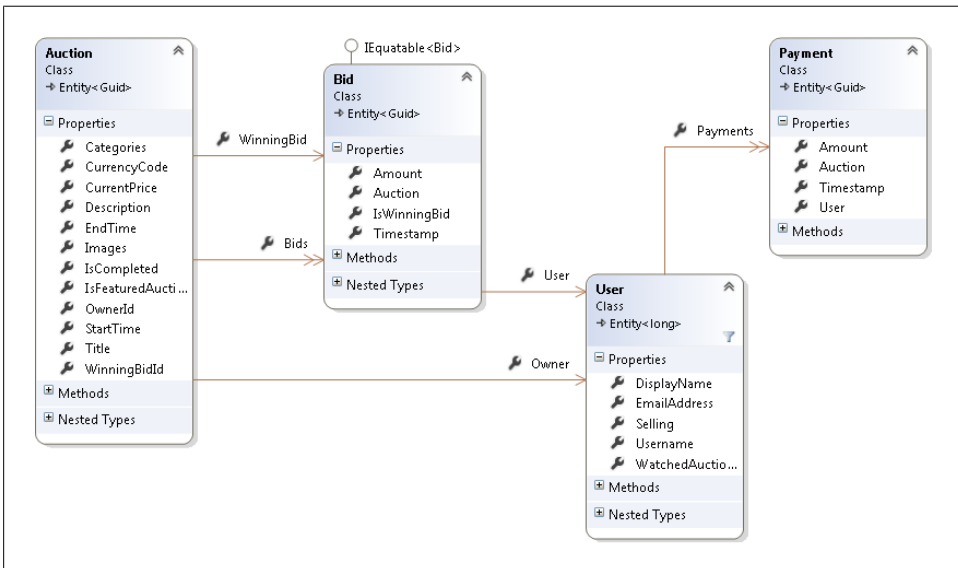 Auction
Class
Entity<Guid>
Properties
Categories
CurrencyCode
CurrentPrice
Description
EndTime
Images
IsCompleted
IsFeaturedAucti ...
OwnerId
StartTime
Title
WinningBidId
Methods
Nested Types
WinningBid
Bids
Owner
IEquatable<Bid>
Bid
Class
Entity<Guid>
Properties
Amount
Auction
IsWinningBid
Timestamp
Methods
Nested Types
User
User
Class
Entity<long>
Properties
DisplayName
EmailAddress
Selling
Username
WatchedAuctio...
Methods
Nested Types
Payments
Payment
Class
Entity<Guid>
Properties
Amount
Auction
Timestamp
User
Methods